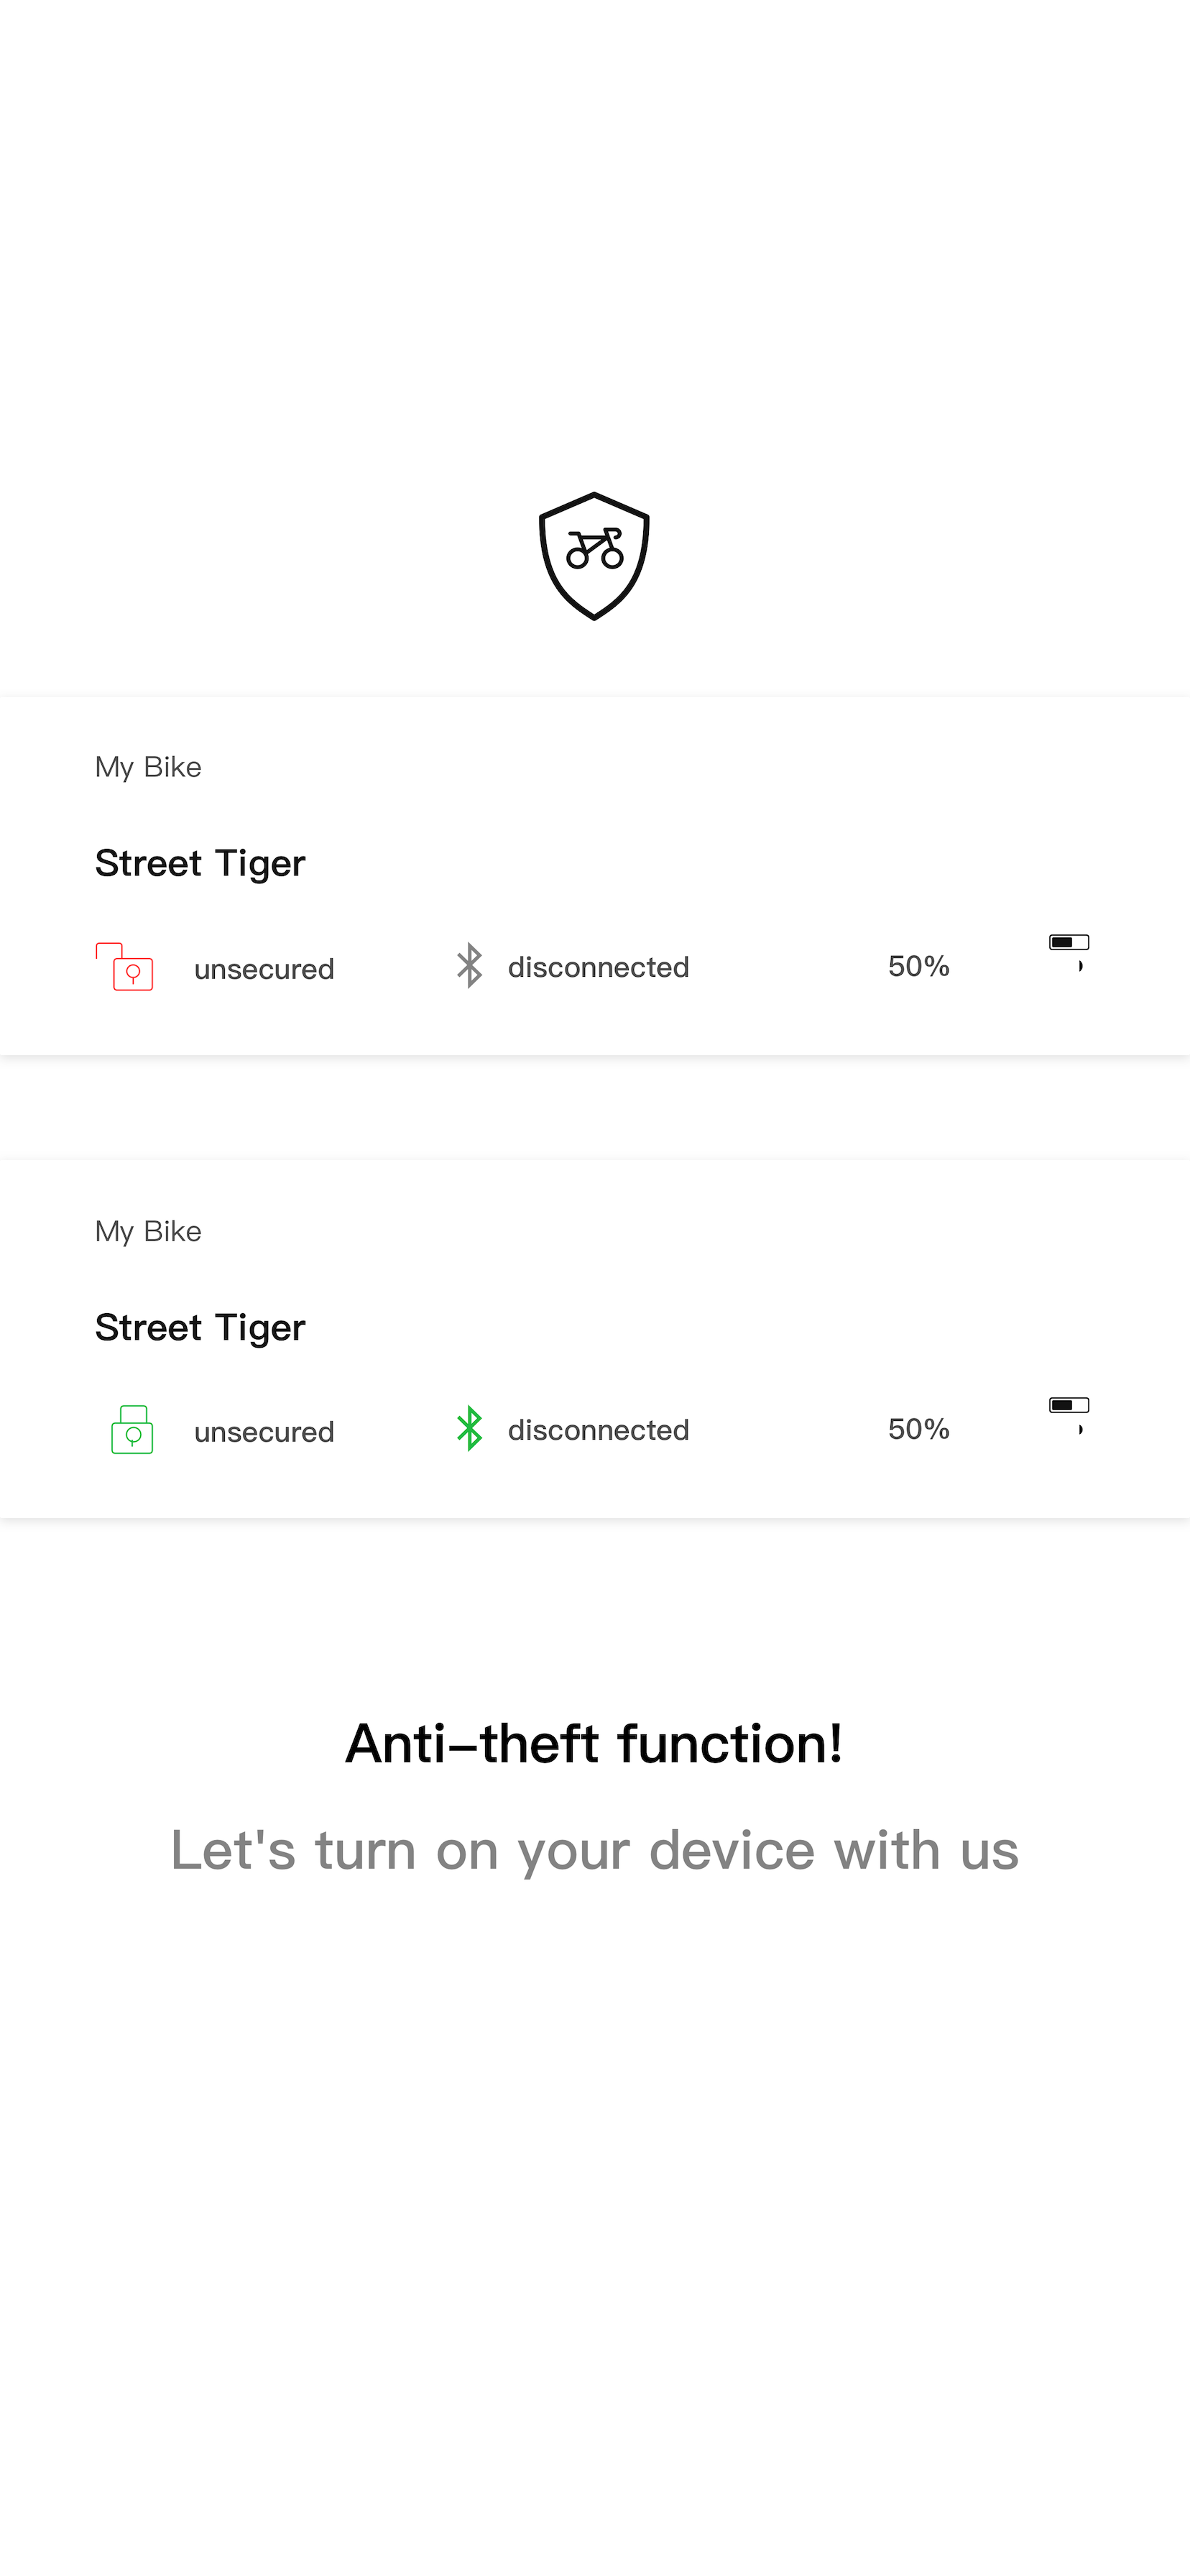 My Bike
Street Tiger
unsecured disconnected 50%
My Bike
Street Tiger
unsecured disconnected 50%
Anti–theft function!
Let's turn on your device with us